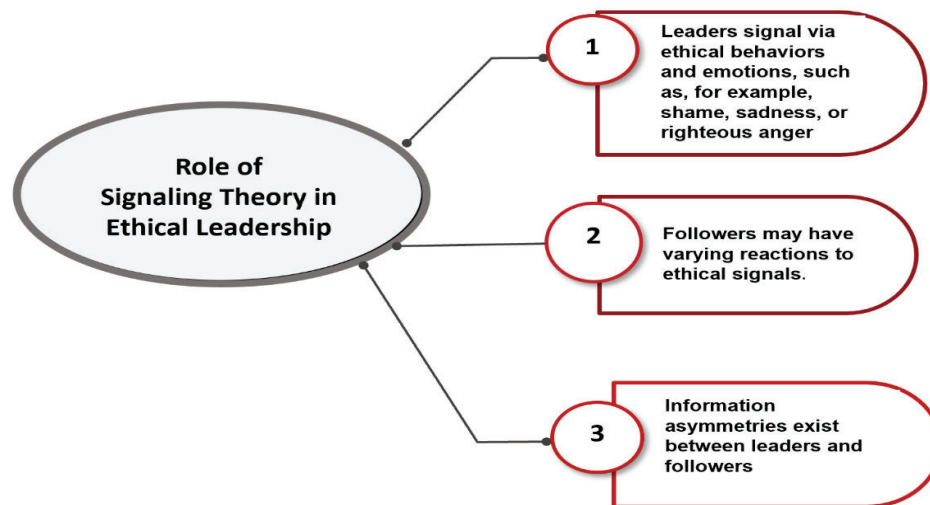 Role of
Signaling Theory in
Ethical Leadership
1
Leaders signal via
ethical behaviors
and emotions, such
as, for example,
shame, sadness, or
righteous anger
2
Followers may have
varying reactions to
ethical signals.
3
Information
asymmetries exist
between leaders and
followers